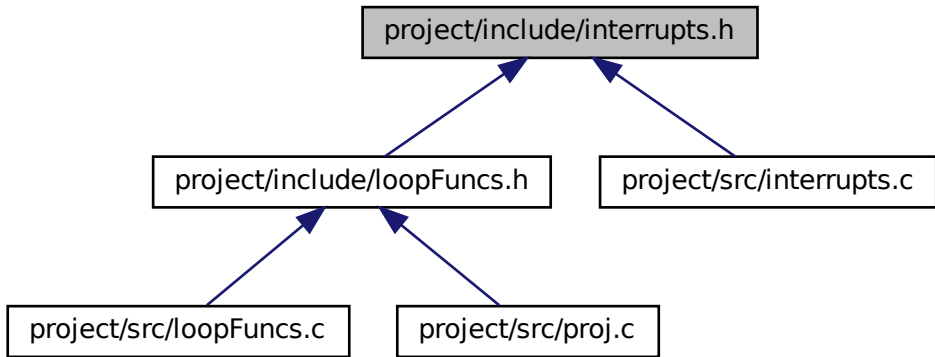 project/include/interrupts.h
project/include/loopFuncs.h
project/src/interrupts.c
project/src/loopFuncs.c
project/src/proj.c